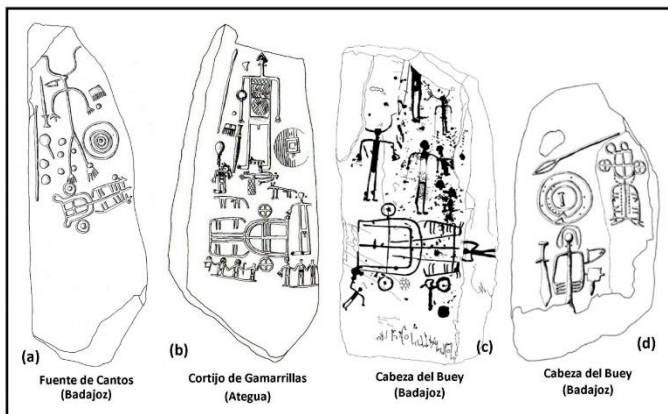 (a)
Fuente de Cantos
(Badajoz)
(b)
Cortijo de Gamarrillas
(Ategua)
(c)
Cabeza del Buey
(Badajoz)
(d)
Cabeza del Buey
(Badajoz)